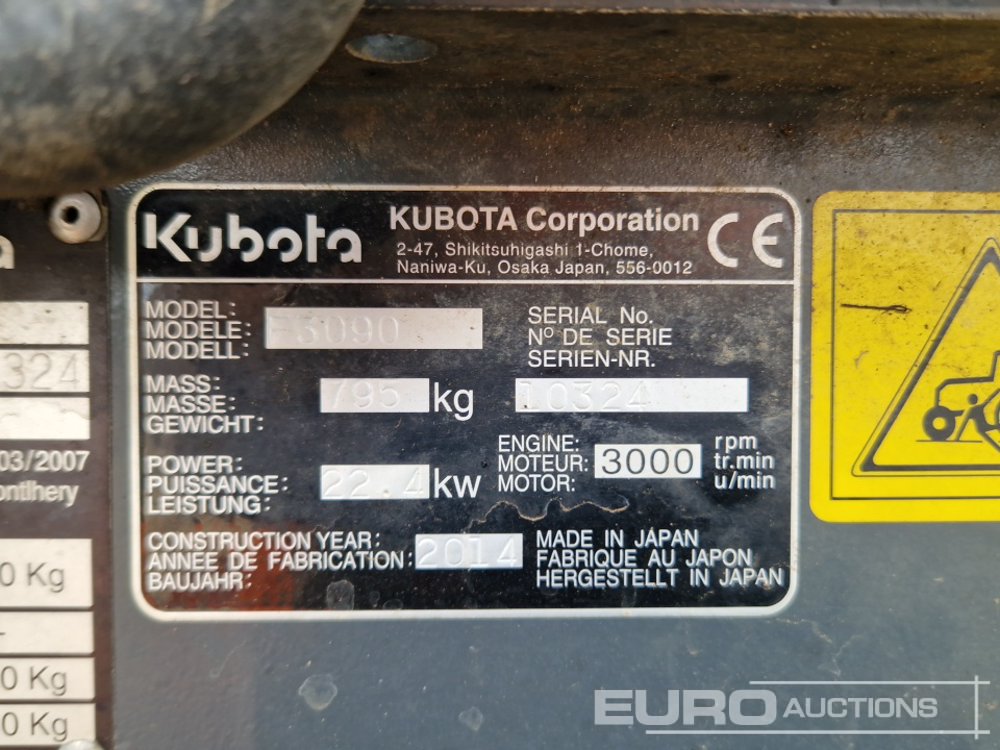 Kubota
KUBOTA Corporation
2-47, Shikitsuhigashi 1-Chome,
Naniwa-Ku, Osaka Japan, 556-0012
CE
MODEL:
MODELE:
MODELL:
F3090
SERIAL No.
Nº DE SERIE
SERIEN-NR.
10324
MASS:
MASSE:
GEWICHT:
795 kg
POWER:
PUISSANCE:
LEISTUNG:
22.4 kw
ENGINE:
MOTEUR:
MOTOR:
3000
rpm
tr.min
u/min
CONSTRUCTION YEAR:
ANNEE DE FABRICATION:
BAUJAHR:
2014
MADE IN JAPAN
FABRIQUE AU JAPON
HERGESTELLT IN JAPAN
a
324
03/2007
ontlhery
0 Kg
-
0 Kg
0 Kg
EURO AUCTIONS